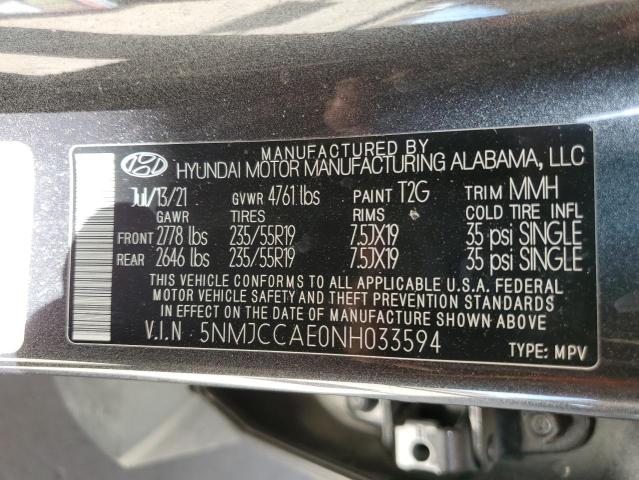 MANUFACTURED BY
HYUNDAI MOTOR MANUFACTURING ALABAMA, LLC
Jul/13/21 GVWR 4761 lbs PAINT T2G TRIM MMH
GAWR TIRES RIMS COLD TIRE INFL
FRONT 2778 lbs 235/55R19 7.5JX19 35 psi SINGLE
REAR 2646 lbs 235/55R19 7.5JX19 35 psi SINGLE
THIS VEHICLE CONFORMS TO ALL APPLICABLE U.S.A. FEDERAL
MOTOR VEHICLE SAFETY AND THEFT PREVENTION STANDARDS
IN EFFECT ON THE DATE OF MANUFACTURE SHOWN ABOVE.
V.I.N 5NMJCCAE0NH033594 TYPE: MPV